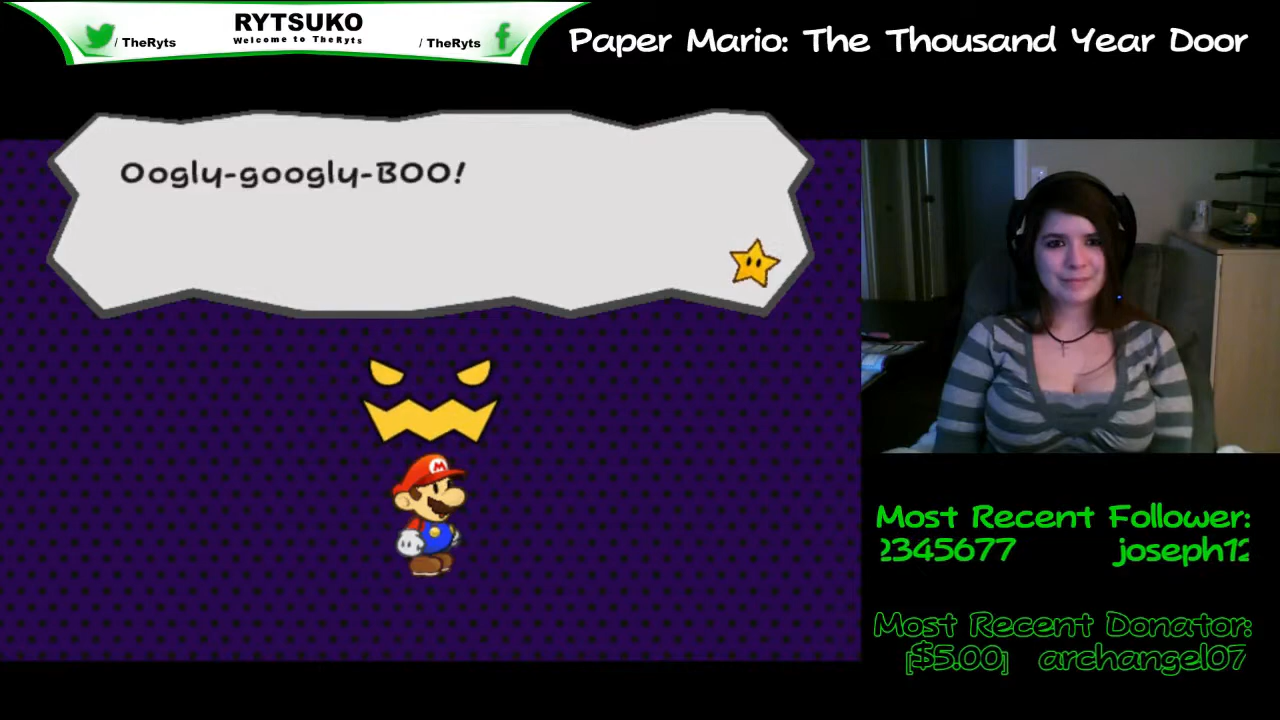 RYTSUKO
Welcome to TheRyts
/ TheRyts
/ TheRyts
Paper Mario: The Thousand Year Door
Oogly-googly-BOO!
M
Most Recent Follower:
2345677 joseph12
Most Recent Donator:
[$5.00] archangel07